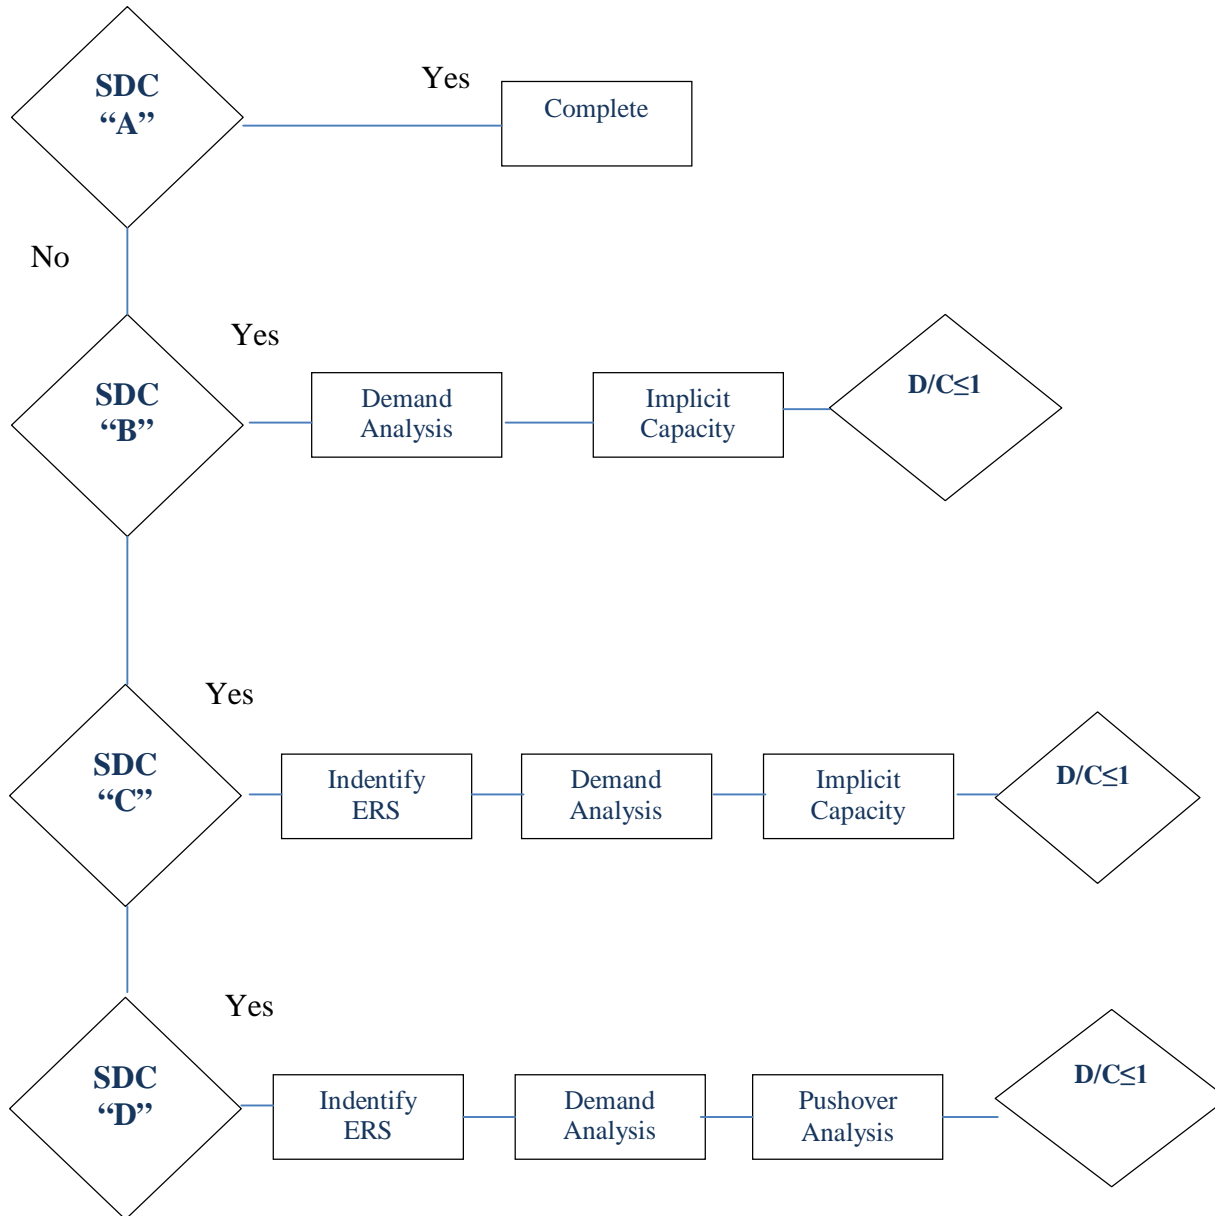 SDC
“A”
Yes
Complete
No
SDC
“B”
Yes
Demand
Analysis
Implicit
Capacity
D/C≤1
SDC
“C”
Yes
Indentify
ERS
Demand
Analysis
Implicit
Capacity
D/C≤1
SDC
“D”
Yes
Indentify
ERS
Demand
Analysis
Pushover
Analysis
D/C≤1